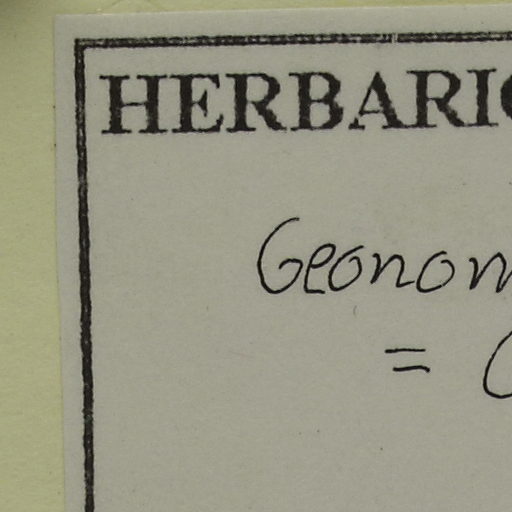 HERBARIO
Geonom
=